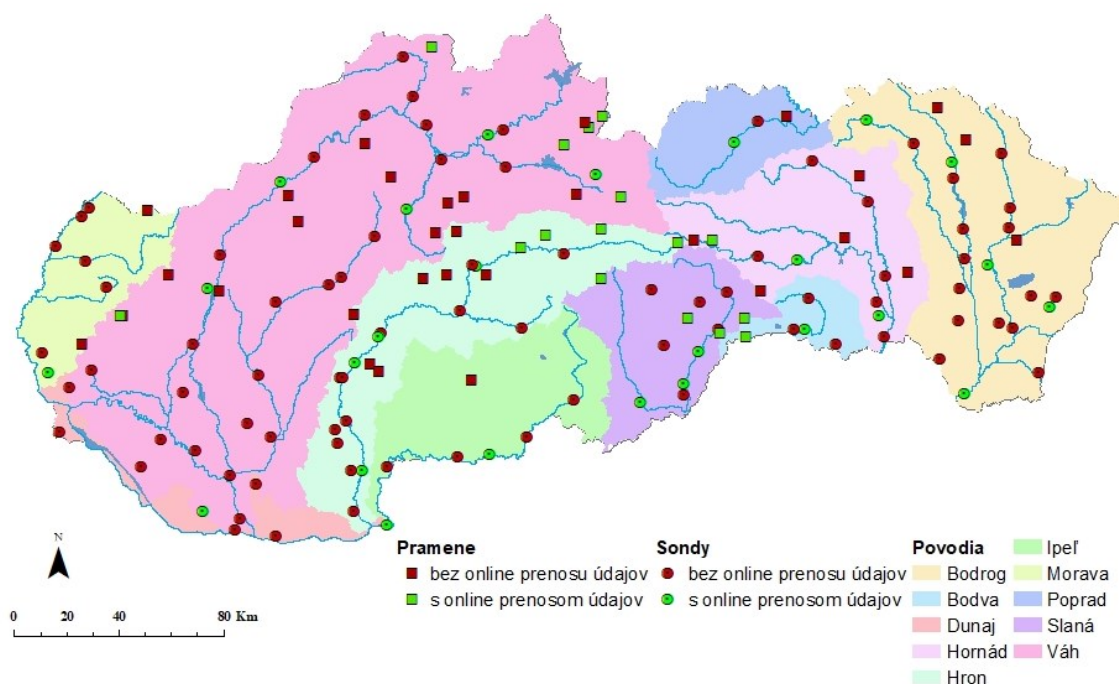 N
0 20 40 80 Km
Pramene
bez online prenosu údajov
s online prenosom údajov
Sondy
bez online prenosu údajov
s online prenosom údajov
Povodia
Bodrog
Bodva
Dunaj
Hornád
Hron
Ipeľ
Morava
Poprad
Slaná
Váh